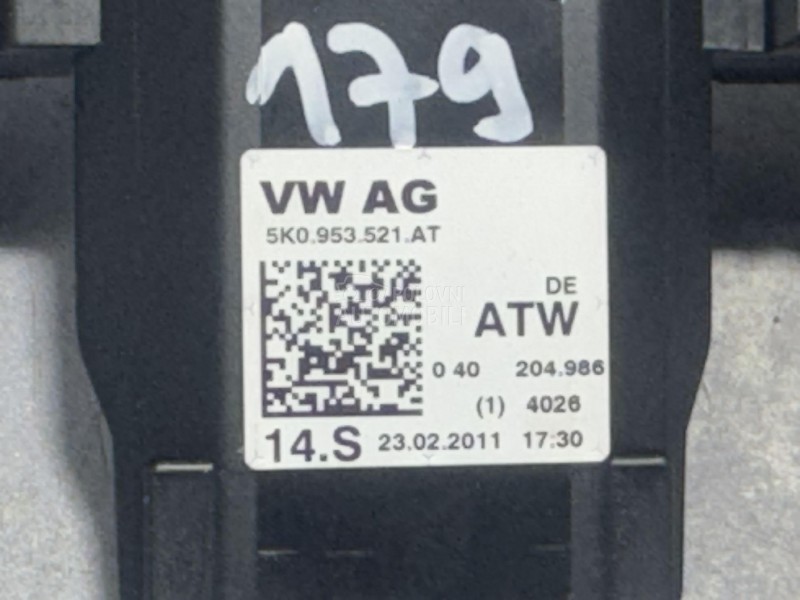 179
VW AG
5K0.953.521.AT
DE
ATW
0 40 204.986
(1) 4026
14.S 23.02.2011 17:30